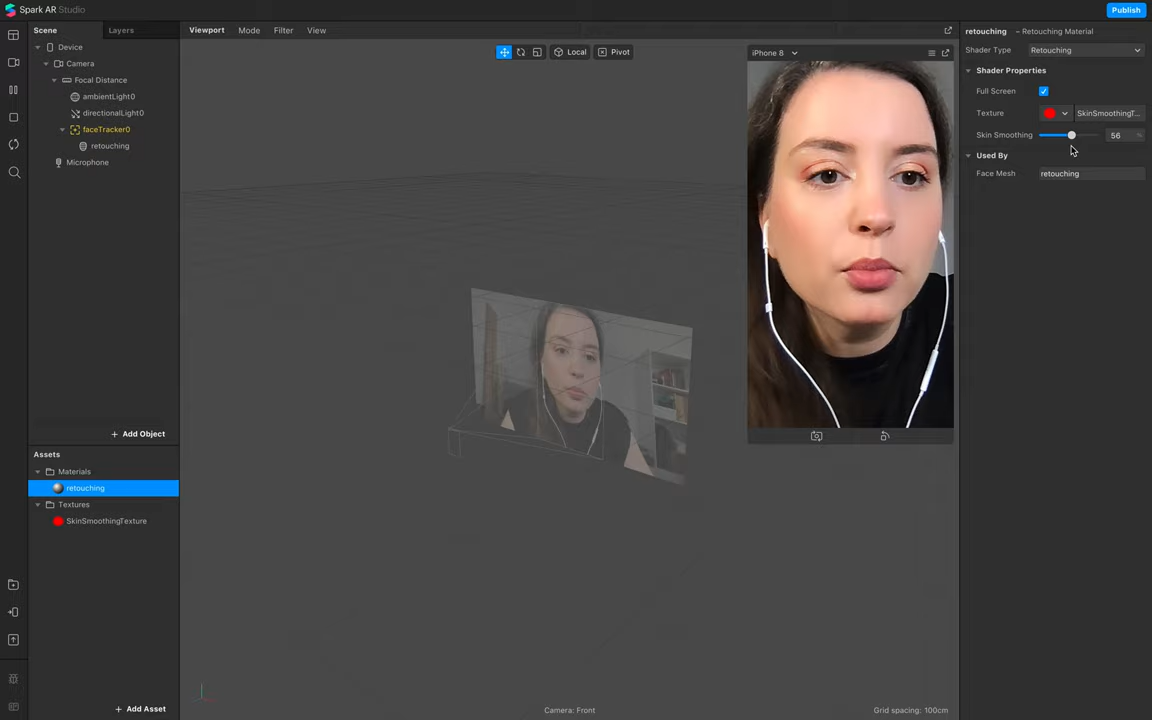 Spark AR Studio
Publish
Scene
Layers
Device
Camera
Focal Distance
ambientLight0
directionalLight0
faceTracker0
retouching
Microphone
+ Add Object
Assets
Materials
retouching
Textures
SkinSmoothingTexture
+ Add Asset
Viewport
Mode
Filter
View
Local
Pivot
iPhone 8
Camera: Front
Grid spacing: 100cm
retouching – Retouching Material
Shader Type
Retouching
Shader Properties
Full Screen
Texture
SkinSmoothingT...
Skin Smoothing
56 %
Used By
Face Mesh
retouching